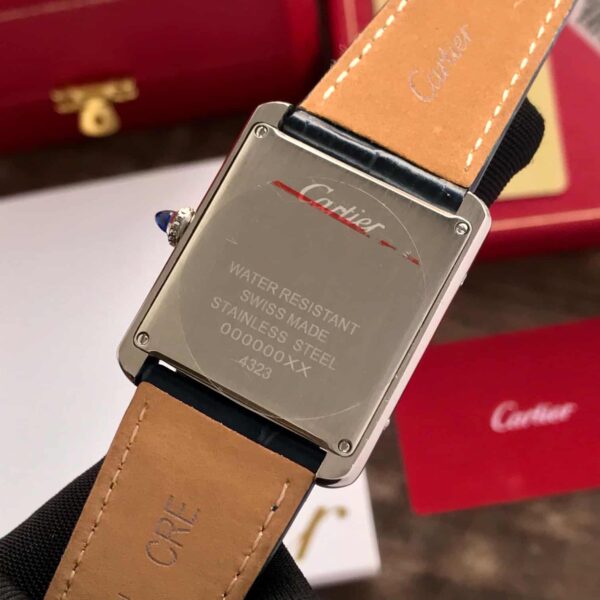 Cartier
Cartier
WATER RESISTANT
SWISS MADE
STAINLESS STEEL
000000XX
4323
Cartier
CRE